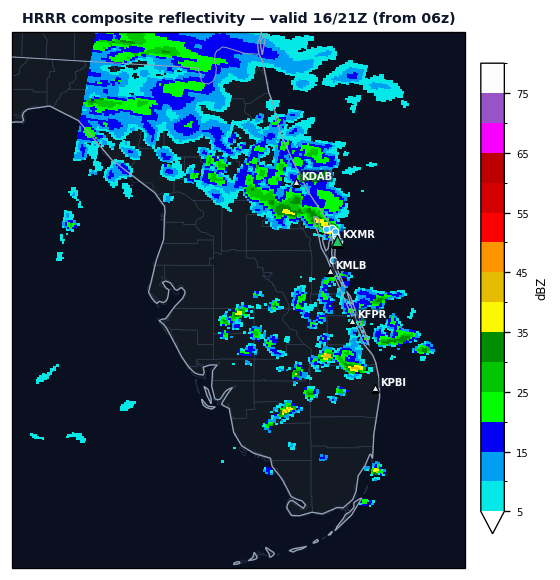 HRRR composite reflectivity — valid 16/21Z (from 06z)
75
65
55
45
35
25
15
5
dBZ
KDAB
KXMR
KMLB
KFPR
KPBI